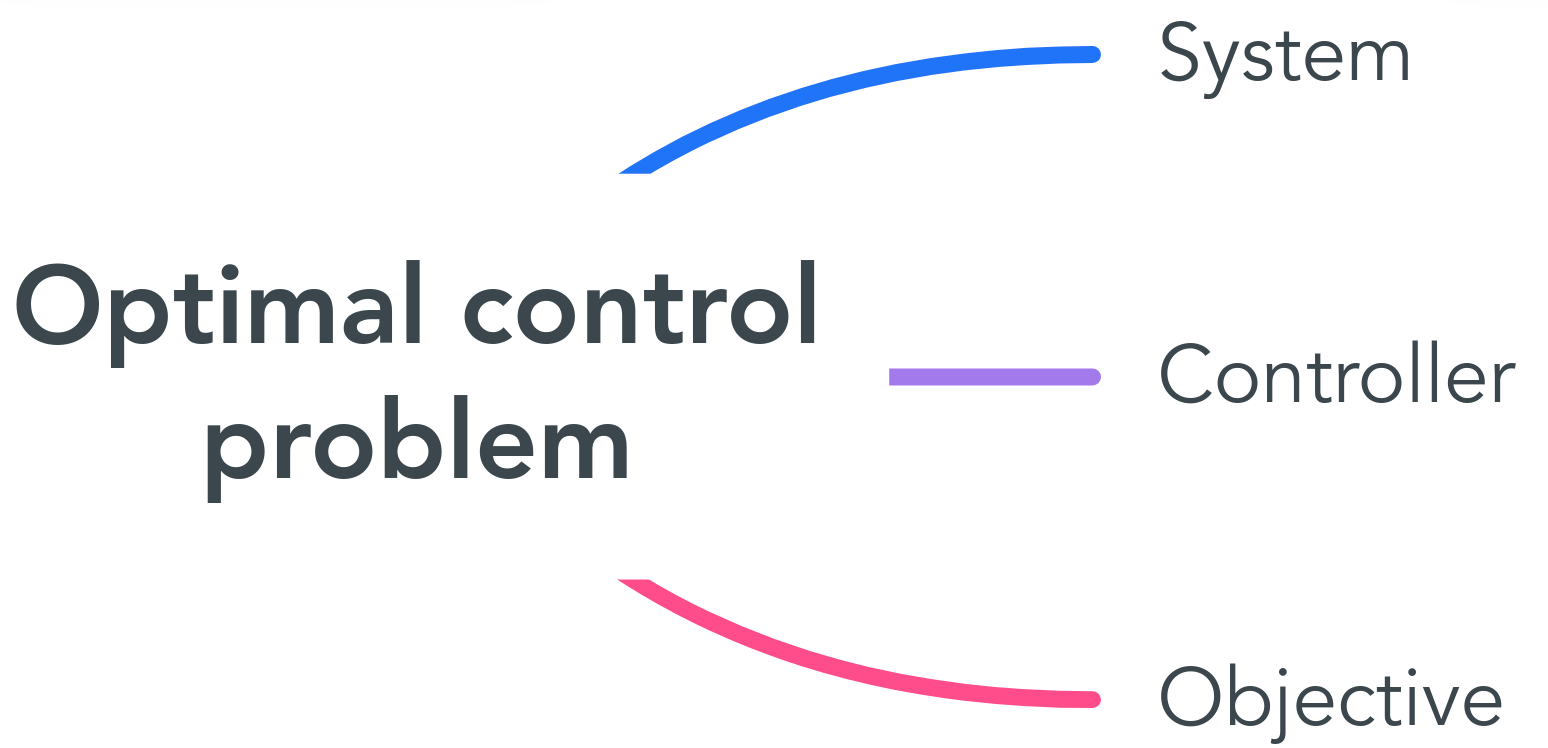 System
Optimal control
problem
Controller
Objective